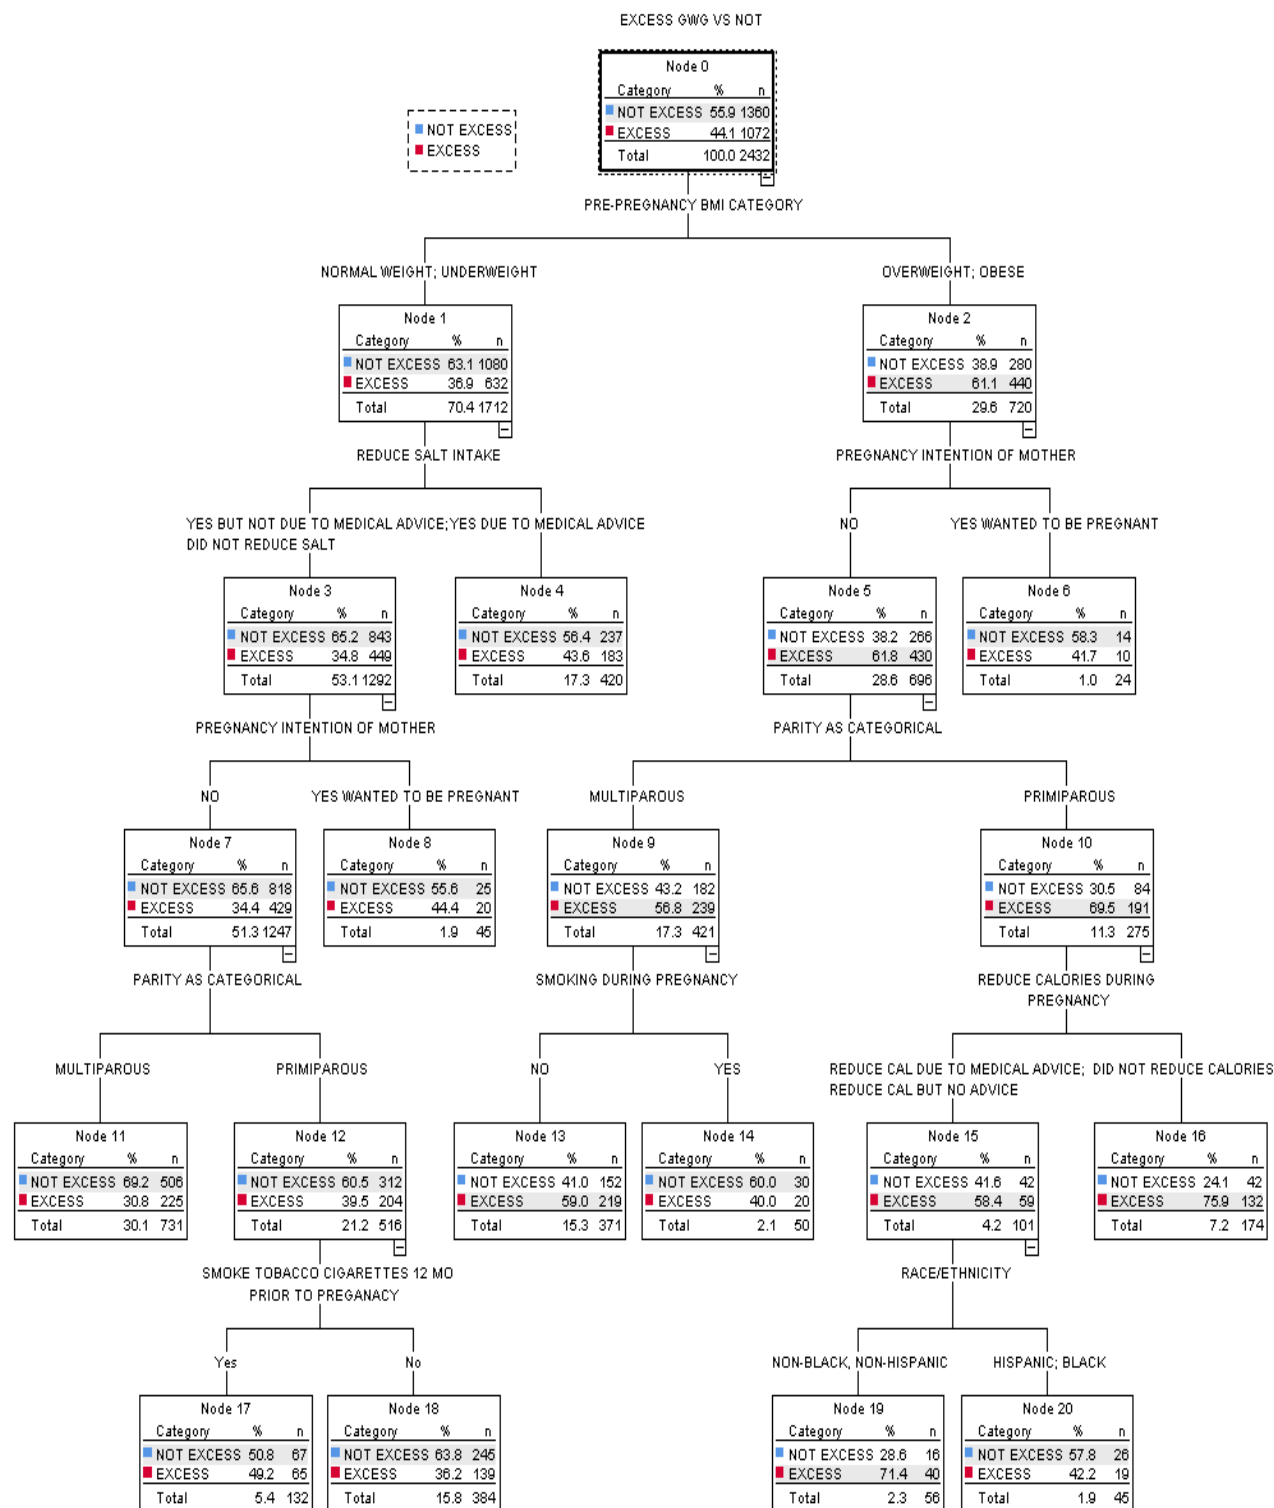 EXCESS GWG VS NOT
NOT EXCESS
EXCESS
Node 0
Category % n
NOT EXCESS 55.9 1360
EXCESS 44.1 1072
Total 100.0 2432
PRE-PREGNANCY BMI CATEGORY
NORMAL WEIGHT; UNDERWEIGHT
OVERWEIGHT; OBESE
Node 1
Category % n
NOT EXCESS 63.1 1080
EXCESS 36.9 632
Total 70.4 1712
Node 2
Category % n
NOT EXCESS 38.9 280
EXCESS 61.1 440
Total 29.6 720
REDUCE SALT INTAKE
PREGNANCY INTENTION OF MOTHER
YES BUT NOT DUE TO MEDICAL ADVICE;
DID NOT REDUCE SALT
YES DUE TO MEDICAL ADVICE
NO
YES WANTED TO BE PREGNANT
Node 3
Category % n
NOT EXCESS 65.2 843
EXCESS 34.8 449
Total 53.1 1292
Node 4
Category % n
NOT EXCESS 56.4 237
EXCESS 43.6 183
Total 17.3 420
Node 5
Category % n
NOT EXCESS 38.2 266
EXCESS 61.8 430
Total 28.6 696
Node 6
Category % n
NOT EXCESS 58.3 14
EXCESS 41.7 10
Total 1.0 24
PREGNANCY INTENTION OF MOTHER
PARITY AS CATEGORICAL
NO
YES WANTED TO BE PREGNANT
MULTIPAROUS
PRIMIPAROUS
Node 7
Category % n
NOT EXCESS 65.6 818
EXCESS 34.4 429
Total 51.3 1247
Node 8
Category % n
NOT EXCESS 55.6 25
EXCESS 44.4 20
Total 1.9 45
Node 9
Category % n
NOT EXCESS 43.2 182
EXCESS 56.8 239
Total 17.3 421
Node 10
Category % n
NOT EXCESS 30.5 84
EXCESS 69.5 191
Total 11.3 275
PARITY AS CATEGORICAL
SMOKING DURING PREGNANCY
REDUCE CALORIES DURING
PREGNANCY
MULTIPAROUS
PRIMIPAROUS
NO
YES
REDUCE CAL DUE TO MEDICAL ADVICE;
REDUCE CAL BUT NO ADVICE
DID NOT REDUCE CALORIES
Node 11
Category % n
NOT EXCESS 69.2 506
EXCESS 30.8 225
Total 30.1 731
Node 12
Category % n
NOT EXCESS 60.5 312
EXCESS 39.5 204
Total 21.2 516
Node 13
Category % n
NOT EXCESS 41.0 152
EXCESS 59.0 219
Total 15.3 371
Node 14
Category % n
NOT EXCESS 60.0 30
EXCESS 40.0 20
Total 2.1 50
Node 15
Category % n
NOT EXCESS 41.6 42
EXCESS 58.4 59
Total 4.2 101
Node 16
Category % n
NOT EXCESS 24.1 42
EXCESS 75.9 132
Total 7.2 174
SMOKE TOBACCO CIGARETTES 12 MO
PRIOR TO PREGANACY
RACE/ETHNICITY
Yes
No
NON-BLACK, NON-HISPANIC
HISPANIC; BLACK
Node 17
Category % n
NOT EXCESS 50.8 67
EXCESS 49.2 65
Total 5.4 132
Node 18
Category % n
NOT EXCESS 63.8 245
EXCESS 36.2 139
Total 15.8 384
Node 19
Category % n
NOT EXCESS 28.6 16
EXCESS 71.4 40
Total 2.3 56
Node 20
Category % n
NOT EXCESS 57.8 26
EXCESS 42.2 19
Total 1.9 45